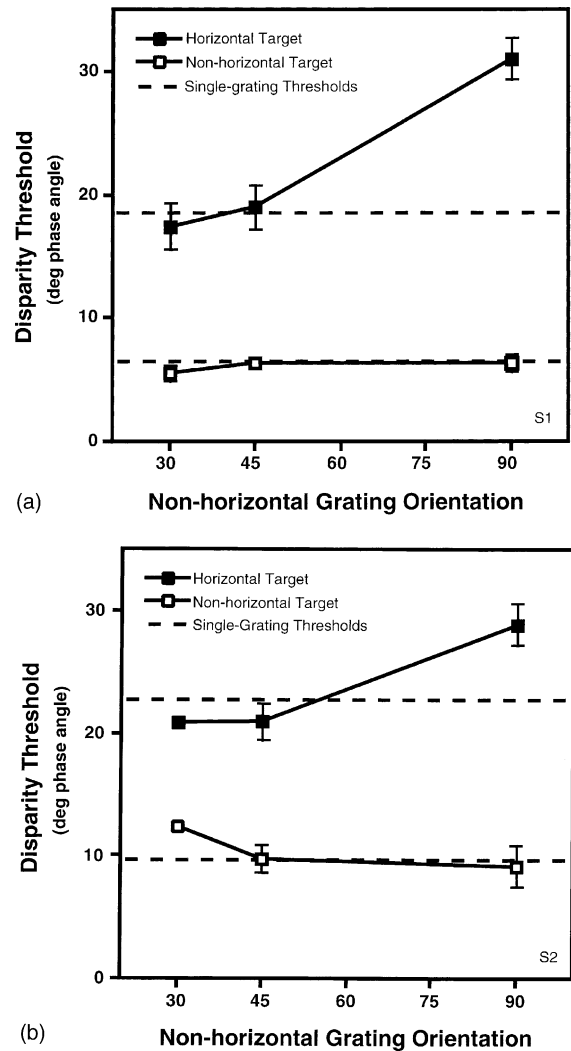 Horizontal Target
Non-horizontal Target
Single-grating Thresholds
30
20
10
0
Disparity Threshold
(deg phase angle)
S1
30 45 60 75 90
(a)
Non-horizontal Grating Orientation
Horizontal Target
Non-horizontal Target
Single-Grating Thresholds
30
20
10
0
Disparity Threshold
(deg phase angle)
S2
30 45 60 75 90
(b)
Non-horizontal Grating Orientation